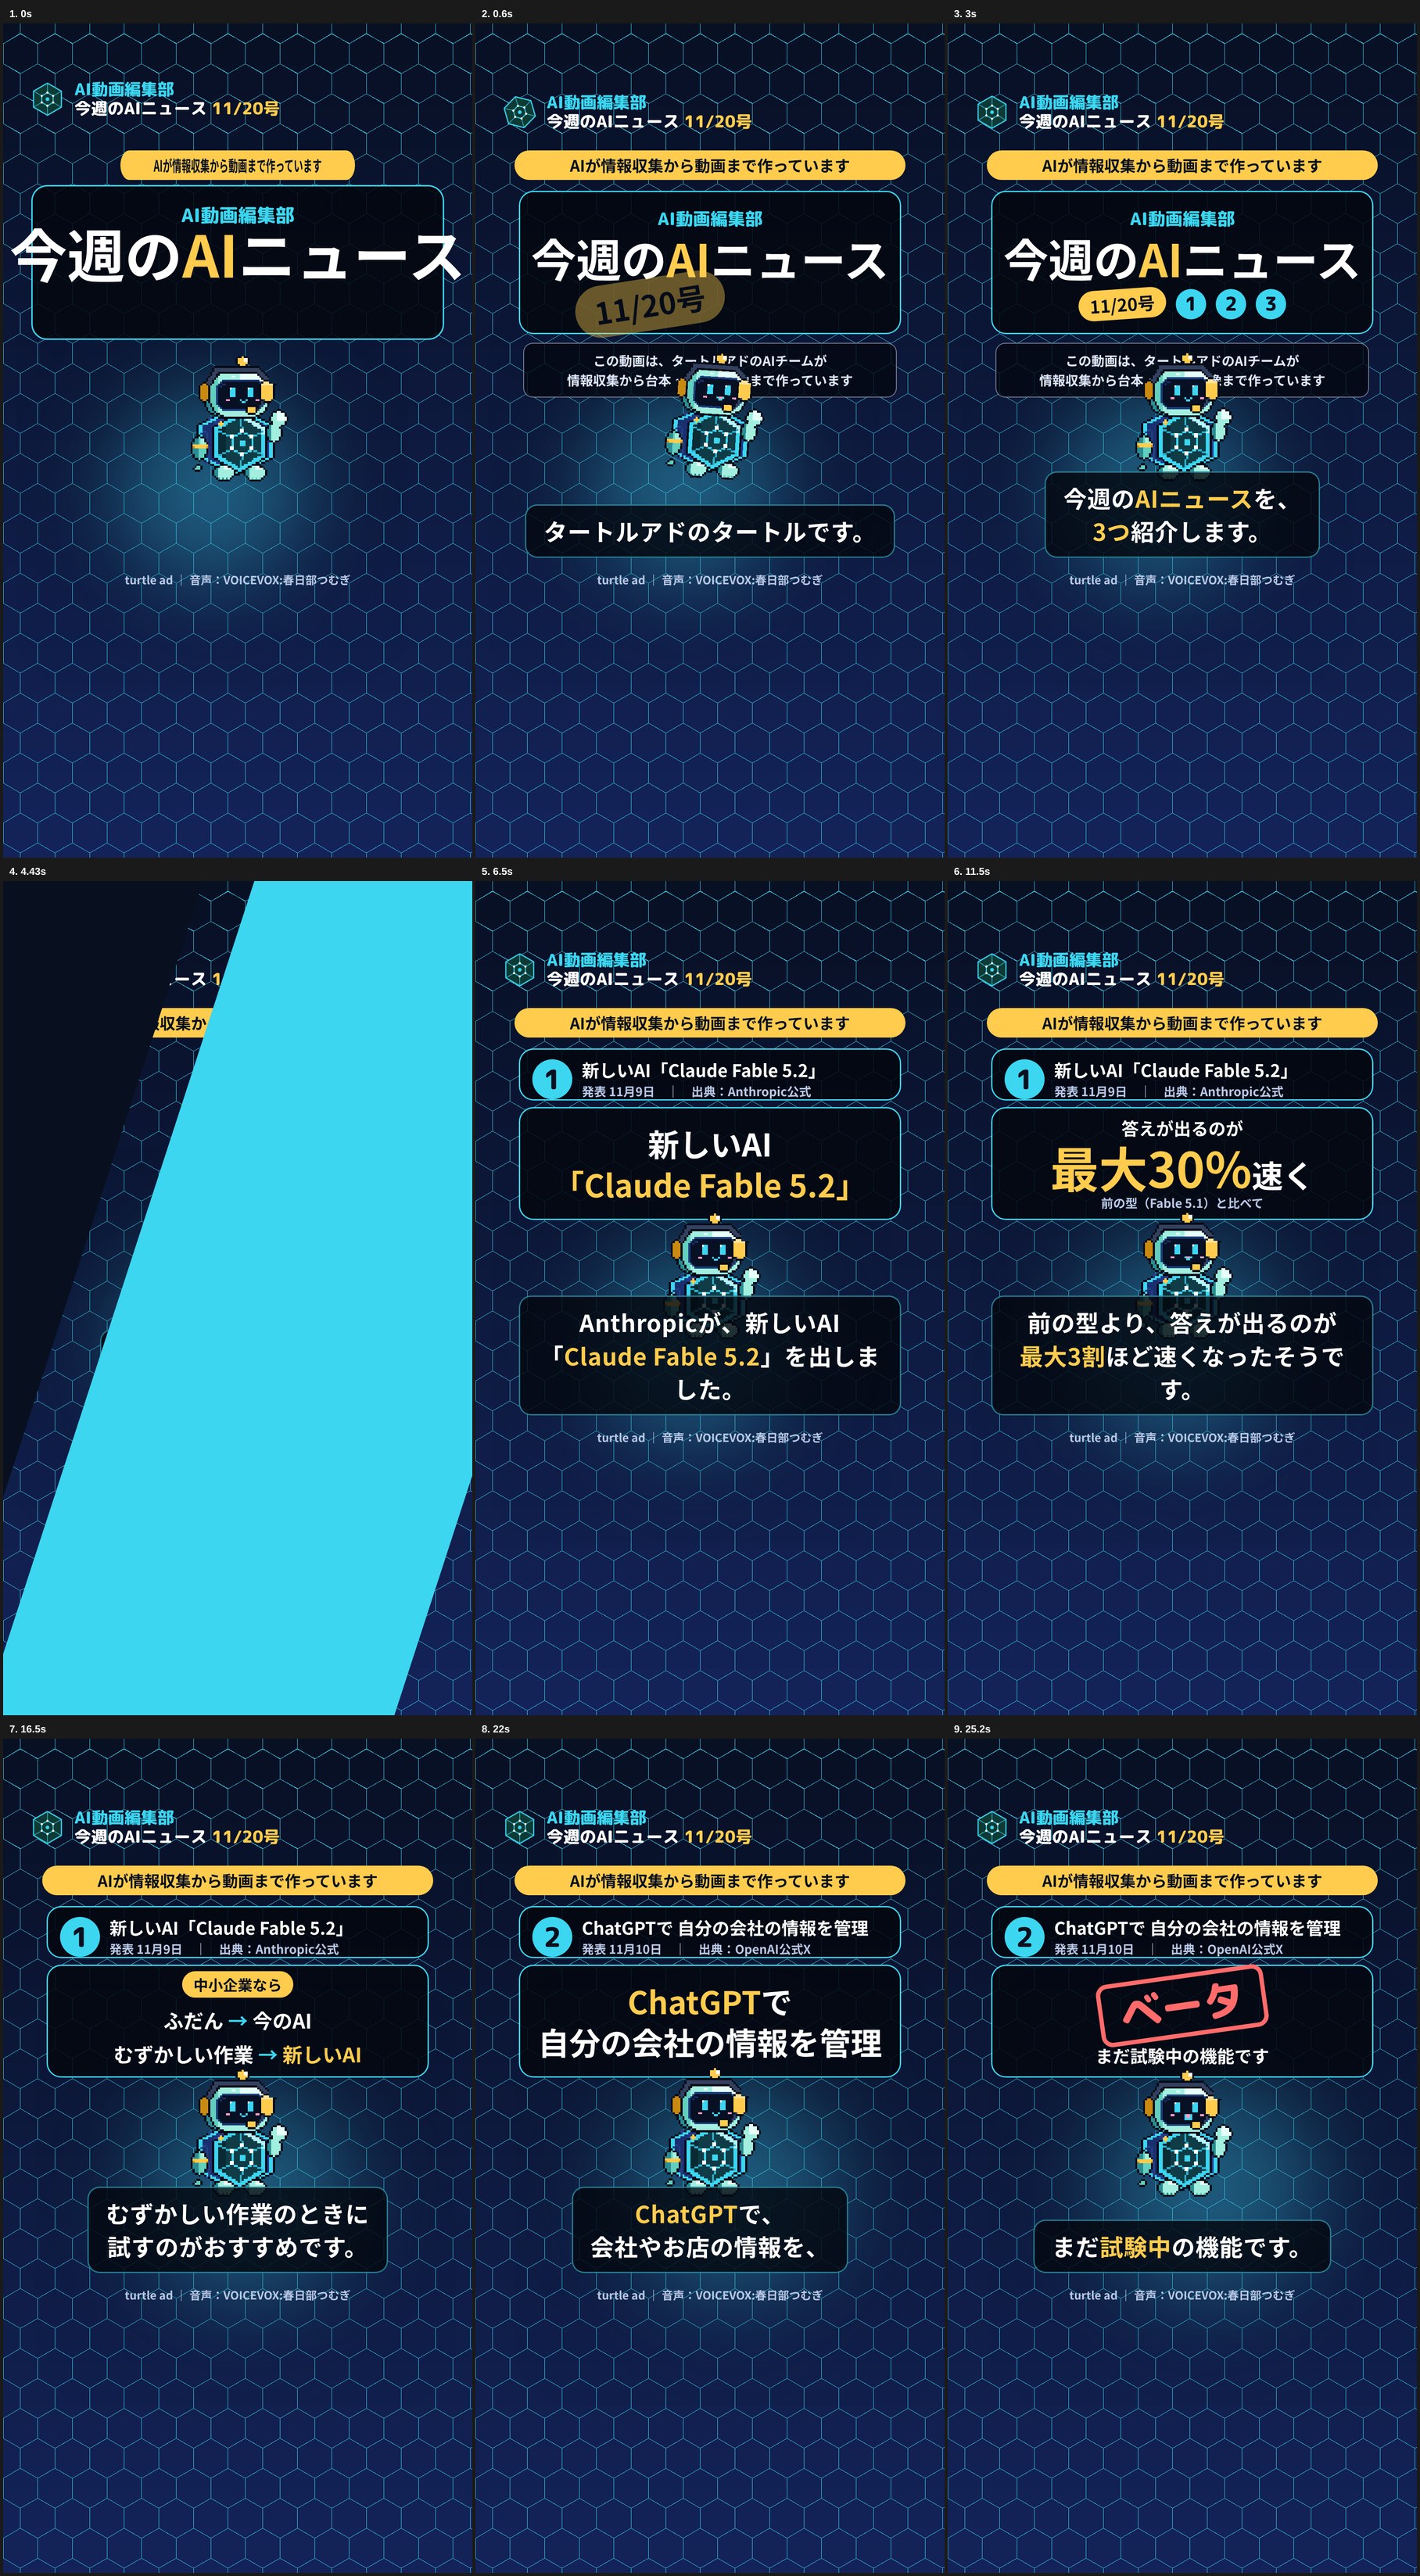 1. 0s
AI動画編集部
今週のAIニュース 11/20号
AIが情報収集から動画まで作っています
AI動画編集部
今週のAIニュース
turtle ad｜音声：VOICEVOX:春日部つむぎ
2. 0.6s
AI動画編集部
今週のAIニュース 11/20号
AIが情報収集から動画まで作っています
AI動画編集部
今週のAIニュース
11/20号
この動画は、タートルアドのAIチームが
情報収集から台本 まで作っています
タートルアドのタートルです。
turtle ad｜音声：VOICEVOX:春日部つむぎ
3. 3s
AI動画編集部
今週のAIニュース 11/20号
AIが情報収集から動画まで作っています
AI動画編集部
今週のAIニュース
11/20号 1 2 3
この動画は、タートルアドのAIチームが
情報収集から台本 まで作っています
今週のAIニュースを、
3つ紹介します。
turtle ad｜音声：VOICEVOX:春日部つむぎ
4. 4.43s
ース 1
収集か
5. 6.5s
AI動画編集部
今週のAIニュース 11/20号
AIが情報収集から動画まで作っています
1 新しいAI「Claude Fable 5.2」
発表 11月9日 ｜ 出典：Anthropic公式
新しいAI
「Claude Fable 5.2」
Anthropicが、新しいAI
「Claude Fable 5.2」を出しま
した。
turtle ad｜音声：VOICEVOX:春日部つむぎ
6. 11.5s
AI動画編集部
今週のAIニュース 11/20号
AIが情報収集から動画まで作っています
1 新しいAI「Claude Fable 5.2」
発表 11月9日 ｜ 出典：Anthropic公式
答えが出るのが
最大30%速く
前の型（Fable 5.1）と比べて
前の型より、答えが出るのが
最大3割ほど速くなったそうで
す。
turtle ad｜音声：VOICEVOX:春日部つむぎ
7. 16.5s
AI動画編集部
今週のAIニュース 11/20号
AIが情報収集から動画まで作っています
1 新しいAI「Claude Fable 5.2」
発表 11月9日 ｜ 出典：Anthropic公式
中小企業なら
ふだん → 今のAI
むずかしい作業 → 新しいAI
むずかしい作業のときに
試すのがおすすめです。
turtle ad｜音声：VOICEVOX:春日部つむぎ
8. 22s
AI動画編集部
今週のAIニュース 11/20号
AIが情報収集から動画まで作っています
2 ChatGPTで 自分の会社の情報を管理
発表 11月10日 ｜ 出典：OpenAI公式X
ChatGPTで
自分の会社の情報を管理
ChatGPTで、
会社やお店の情報を、
turtle ad｜音声：VOICEVOX:春日部つむぎ
9. 25.2s
AI動画編集部
今週のAIニュース 11/20号
AIが情報収集から動画まで作っています
2 ChatGPTで 自分の会社の情報を管理
発表 11月10日 ｜ 出典：OpenAI公式X
ベータ
まだ試験中の機能です
まだ試験中の機能です。
turtle ad｜音声：VOICEVOX:春日部つむぎ